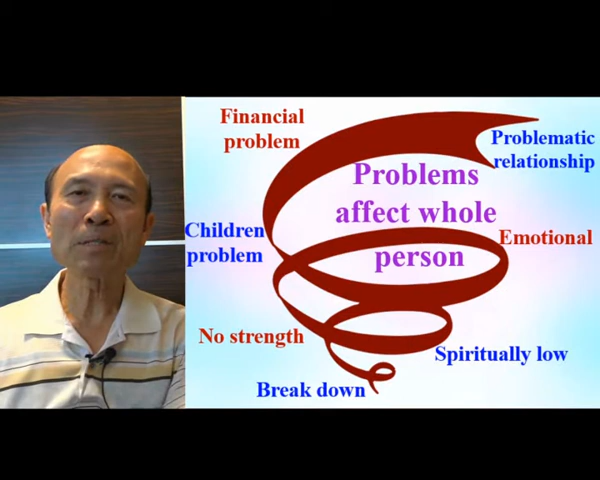 Financial
problem
Problematic
relationship
Problems
affect whole
person
Children
problem
Emotional
No strength
Spiritually low
Break down